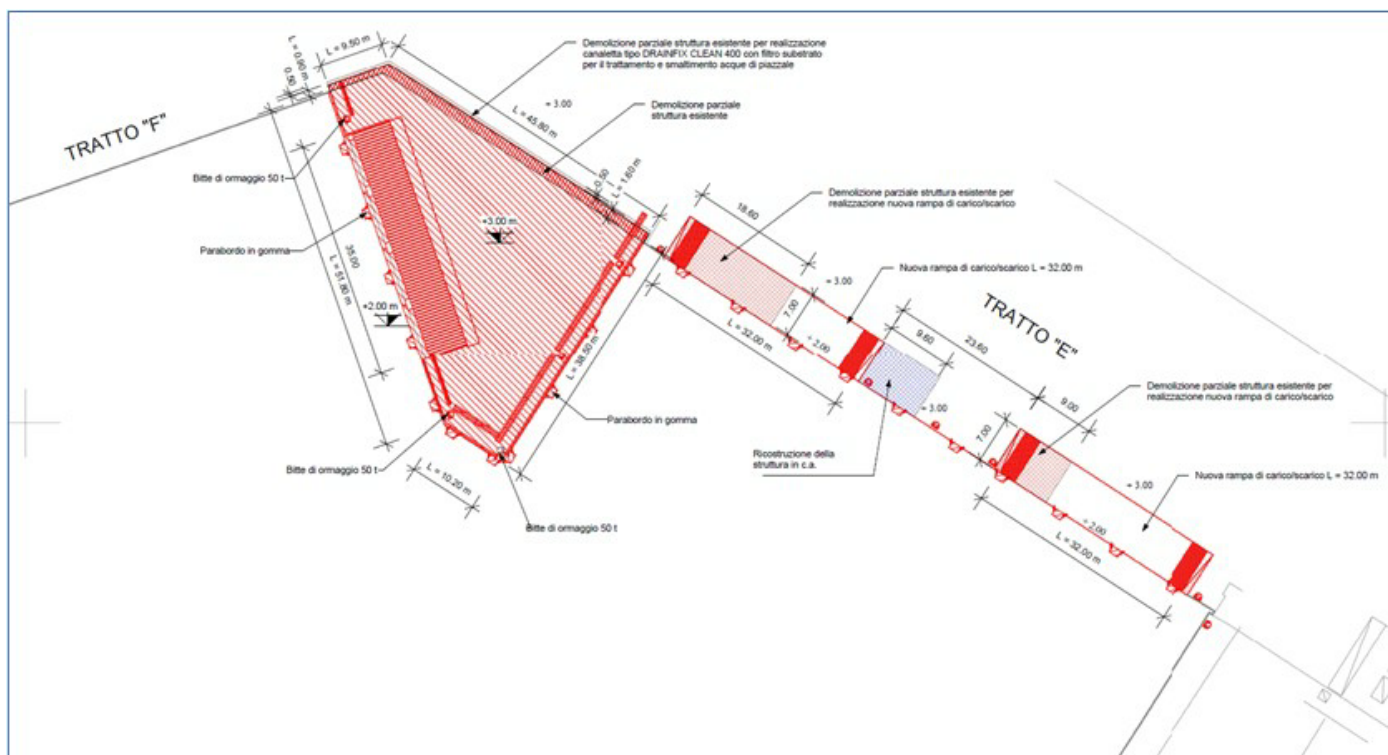 L = 9.50 m
L = 0.90 m
0.50
Demolizione parziale struttura esistente per realizzazione
canaletta tipo DRAINFIX CLEAN 400 con filtro substrato
per il trattamento e smaltimento acque di piazzale
= 3.00
L = 45.80 m
Demolizione parziale
struttura esistente
TRATTO "F"
Bitte di ormaggio 50 t
0.50
L = 1.60 m
Demolizione parziale struttura esistente per
realizzazione nuova rampa di carico/scarico
18.60
+3.00 m
Parabordo in gomma
35.00
L = 51.80 m
+2.00 m
Nuova rampa di carico/scarico L = 32.00 m
= 3.00
7.00
TRATTO "E"
L = 32.00 m
+ 2.00
9.60
23.60
L = 38.50 m
Demolizione parziale struttura esistente per
realizzazione nuova rampa di carico/scarico
9.00
= 3.00
Parabordo in gomma
7.00
Ricostruzione della
struttura in c.a.
Bitte di ormaggio 50 t
L = 10.20 m
Nuova rampa di carico/scarico L = 32.00 m
= 3.00
+ 2.00
L = 32.00 m
Bitte di ormaggio 50 t